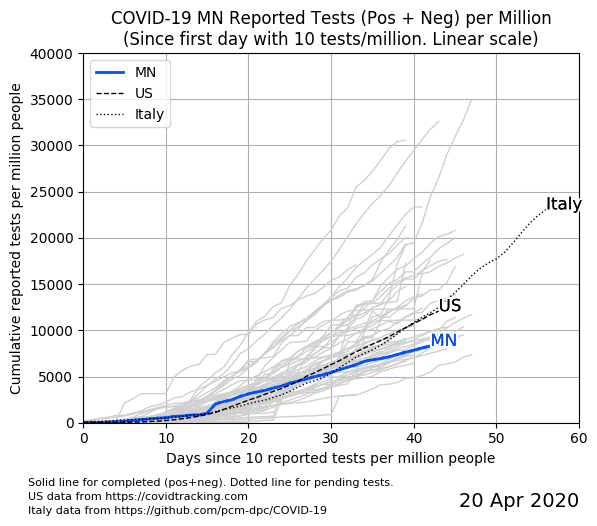 COVID-19 MN Reported Tests (Pos + Neg) per Million
(Since first day with 10 tests/million. Linear scale)
40000
35000
30000
25000
20000
15000
10000
5000
0
Cumulative reported tests per million people
MN
US
Italy
Italy
US
MN
0 10 20 30 40 50 60
Days since 10 reported tests per million people
Solid line for completed (pos+neg). Dotted line for pending tests.
US data from https://covidtracking.com
Italy data from https://github.com/pcm-dpc/COVID-19
20 Apr 2020